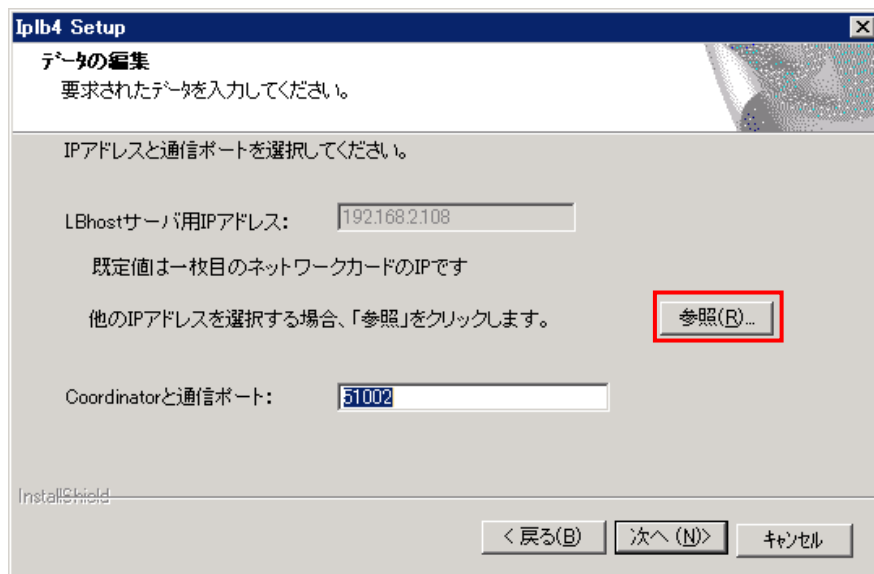 Iplb4 Setup
データの編集
要求されたデータを入力してください。
IPアドレスと通信ポートを選択してください。
LBhostサーバ用IPアドレス:
192.168.2.108
既定値は一枚目のネットワークカードのIPです
他のIPアドレスを選択する場合、「参照」をクリックします。
参照(R)...
Coordinatorと通信ポート:
51002
InstallShield
< 戻る(B)
次へ (N)>
キャンセル